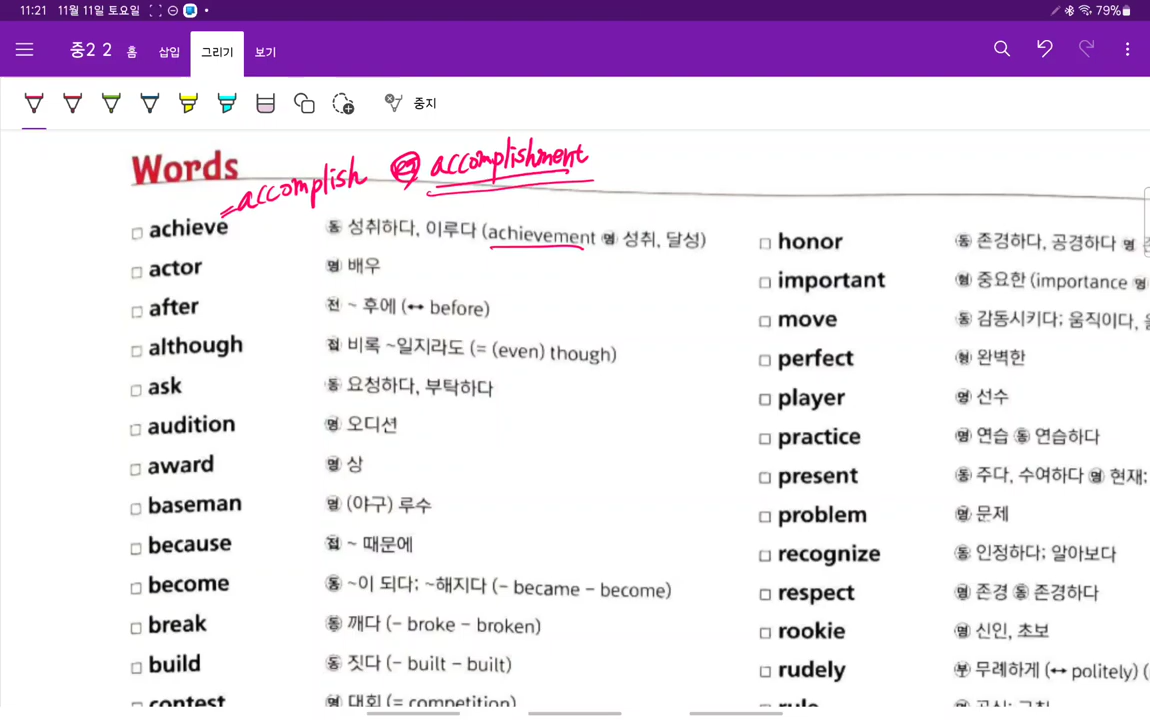 11:21 11월 11일 토요일 79%
중2 2 홈 삽입 그리기 보기
중지
Words
=accomplish 명 accomplishment
achieve 동 성취하다, 이루다 (achievement 명 성취, 달성)
actor 명 배우
after 전 ~ 후에 (↔ before)
although 접 비록 ~일지라도 (= (even) though)
ask 동 요청하다, 부탁하다
audition 명 오디션
award 명 상
baseman 명 (야구) 루수
because 접 ~ 때문에
become 동 ~이 되다; ~해지다 (- became - become)
break 동 깨다 (- broke - broken)
build 동 짓다 (- built - built)
contest 명 대회 (= competition)
honor 동 존경하다, 공경하다 명
important 형 중요한 (importance 명
move 동 감동시키다; 움직이다,
perfect 형 완벽한
player 명 선수
practice 명 연습 동 연습하다
present 동 주다, 수여하다 명 현재;
problem 명 문제
recognize 동 인정하다; 알아보다
respect 명 존경 동 존경하다
rookie 명 신인, 초보
rudely 부 무례하게 (↔ politely) (
rule 명 공식; 규칙